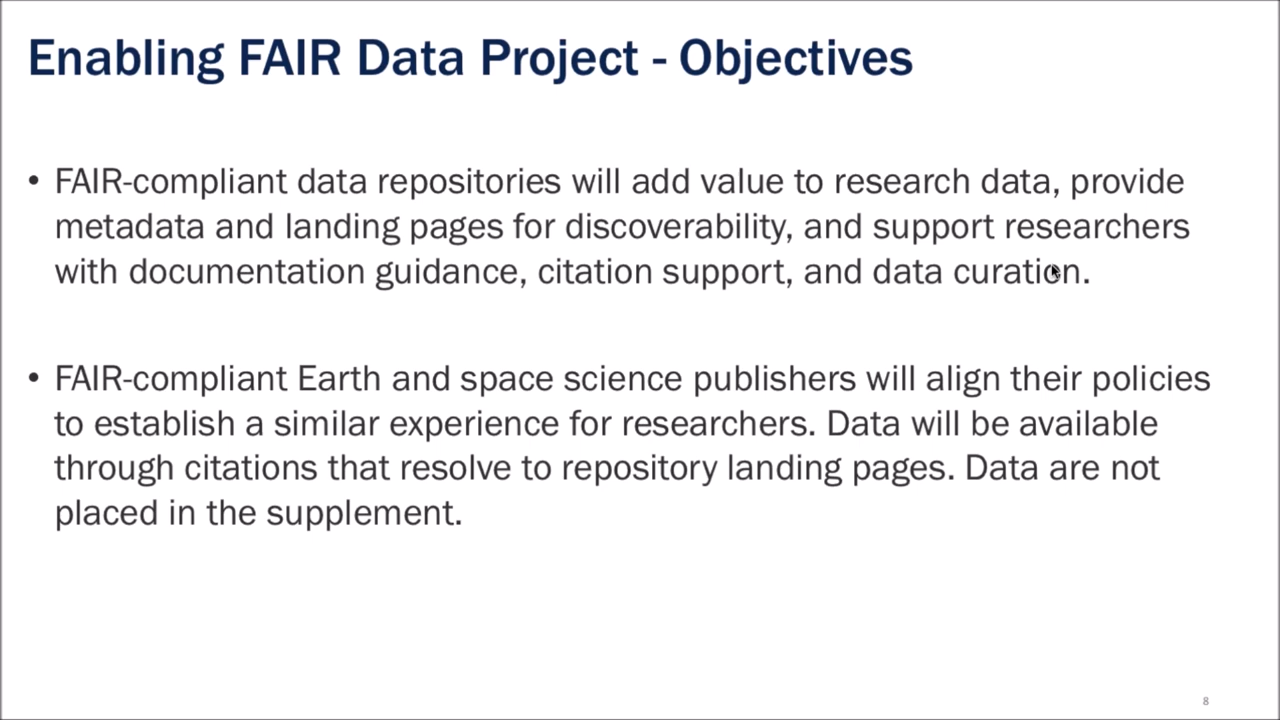 Enabling FAIR Data Project - Objectives
• FAIR-compliant data repositories will add value to research data, provide
metadata and landing pages for discoverability, and support researchers
with documentation guidance, citation support, and data curation.
• FAIR-compliant Earth and space science publishers will align their policies
to establish a similar experience for researchers. Data will be available
through citations that resolve to repository landing pages. Data are not
placed in the supplement.
8